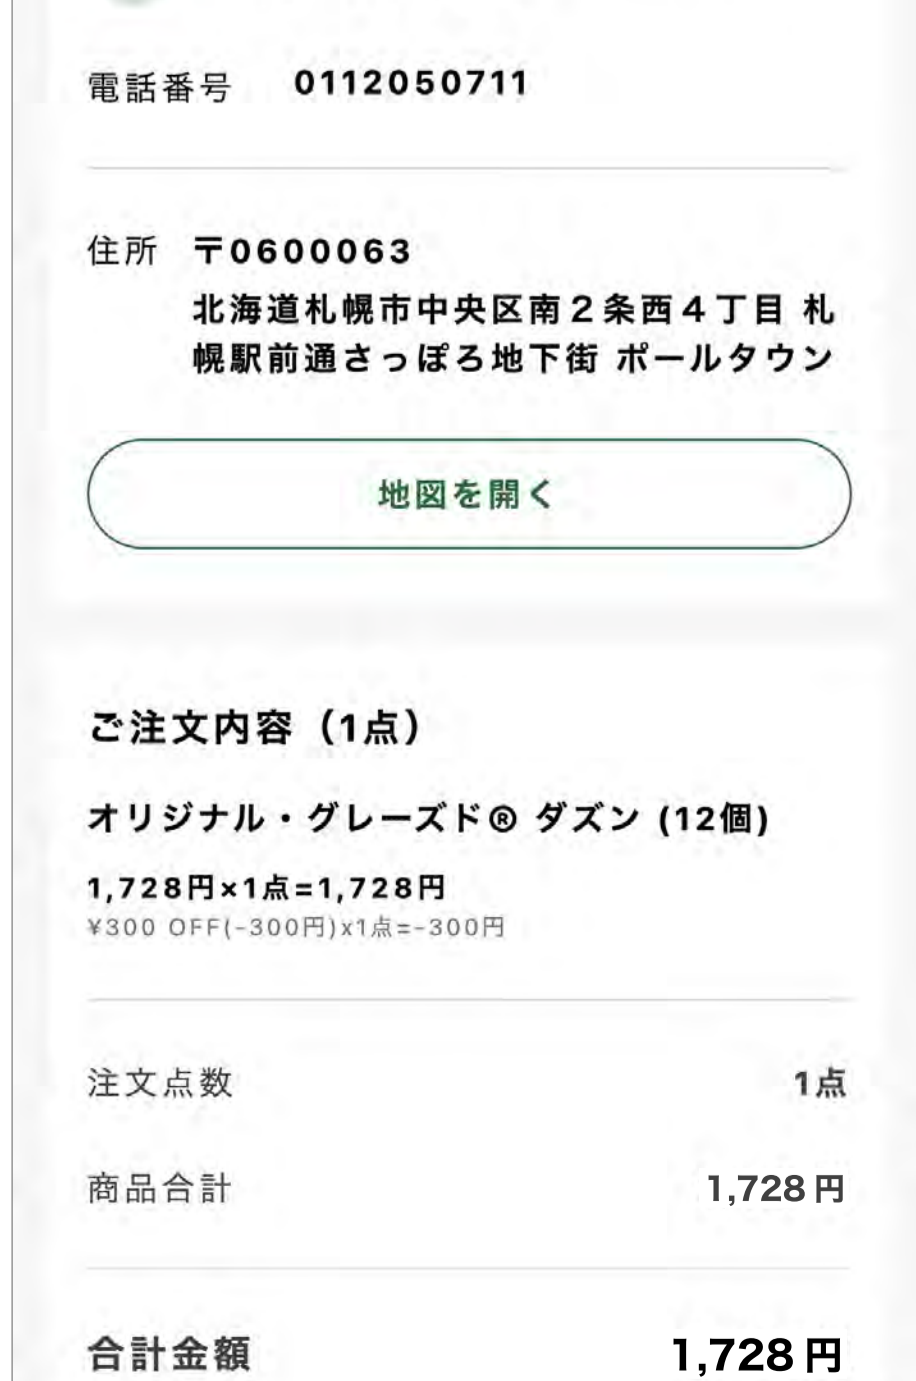 電話番号 0112050711
住所 〒0600063
北海道札幌市中央区南２条西４丁目 札
幌駅前通さっぽろ地下街 ポールタウン
地図を開く
ご注文内容（1点）
オリジナル・グレーズド® ダズン (12個)
1,728円×1点=1,728円
¥300 OFF(-300円)x1点=-300円
注文点数 1点
商品合計 1,728円
合計金額 1,728円